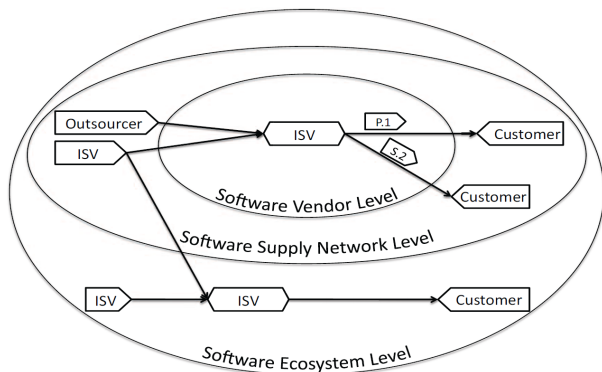 Outsourcer
ISV
ISV
P.1
S.2
Customer
Customer
Software Vendor Level
Software Supply Network Level
ISV
ISV
Customer
Software Ecosystem Level